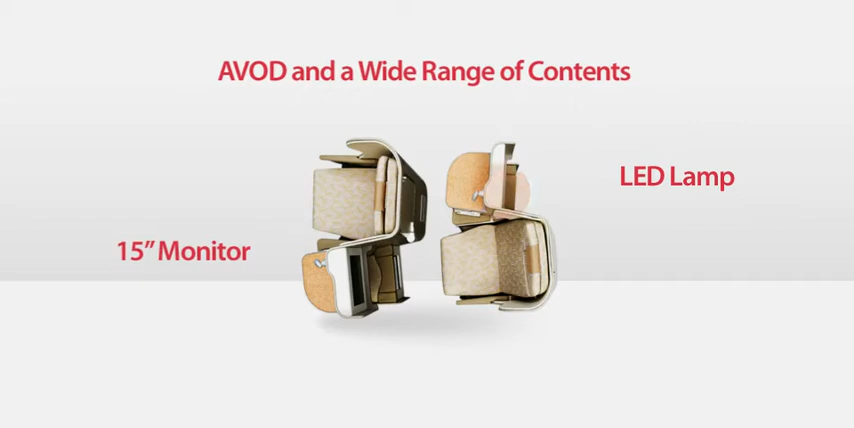 AVOD and a Wide Range of Contents
LED Lamp
15” Monitor